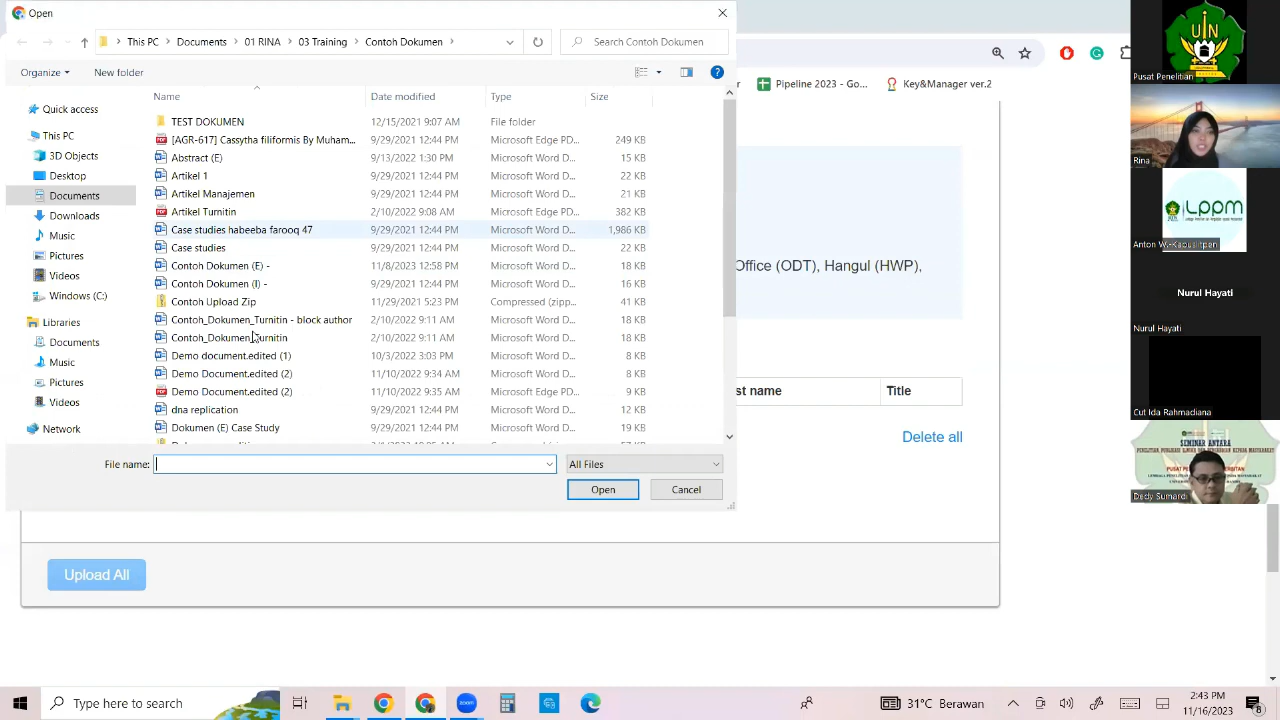 Open
This PC > Documents > 01 RINA > 03 Training > Contoh Dokumen >
Search Contoh Dokumen
Organize
New folder
Name Date modified Type Size
Quick access
This PC
3D Objects
Desktop
Documents
Downloads
Music
Pictures
Videos
Windows (C:)
Libraries
Documents
Music
Pictures
Videos
Network
TEST DOKUMEN 12/15/2021 9:07 AM File folder
[AGR-617] Cassytha filiformis By Muham... 9/29/2021 12:44 PM Microsoft Edge PD... 249 KB
Abstract (E) 9/13/2022 1:30 PM Microsoft Word D... 15 KB
Artikel 1 9/29/2021 12:44 PM Microsoft Word D... 22 KB
Artikel Manajemen 9/29/2021 12:44 PM Microsoft Word D... 21 KB
Artikel Turnitin 2/10/2022 9:08 AM Microsoft Edge PD... 382 KB
Case studies habeeba farooq 47 9/29/2021 12:44 PM Microsoft Word D... 1,986 KB
Case studies 9/29/2021 12:44 PM Microsoft Word D... 22 KB
Contoh Dokumen (E) - 11/8/2023 12:58 PM Microsoft Word D... 18 KB
Contoh Dokumen (I) - 9/29/2021 12:44 PM Microsoft Word D... 16 KB
Contoh Upload Zip 11/29/2021 5:23 PM Compressed (zipp... 41 KB
Contoh_Dokumen_Turnitin - block author 2/10/2022 9:11 AM Microsoft Word D... 18 KB
Contoh_Dokumen_Turnitin 2/10/2022 9:11 AM Microsoft Word D... 18 KB
Demo document.edited (1) 10/3/2022 3:03 PM Microsoft Word D... 8 KB
Demo Document.edited (2) 11/10/2022 9:34 AM Microsoft Word D... 8 KB
Demo Document.edited (2) 11/10/2022 9:35 AM Microsoft Edge PD... 9 KB
dna replication 9/29/2021 12:44 PM Microsoft Word D... 12 KB
Dokumen (E) Case Study 9/29/2021 12:44 PM Microsoft Word D... 19 KB
File name:
All Files
Open
Cancel
Pipeline 2023 - Go...
Key&Manager ver.2
Office (ODT), Hangul (HWP),
st name
Title
Delete all
Upload All
UIN
Pusat Penelitian
Rina
LPPM
Nurul Hayati
Nurul Hayati
Cut Ida Rahmadiana
SEMINAR ANTARA
Dedy Sumardi
Type here to search
31°C Berawan
2:43 PM
11/16/2023
8